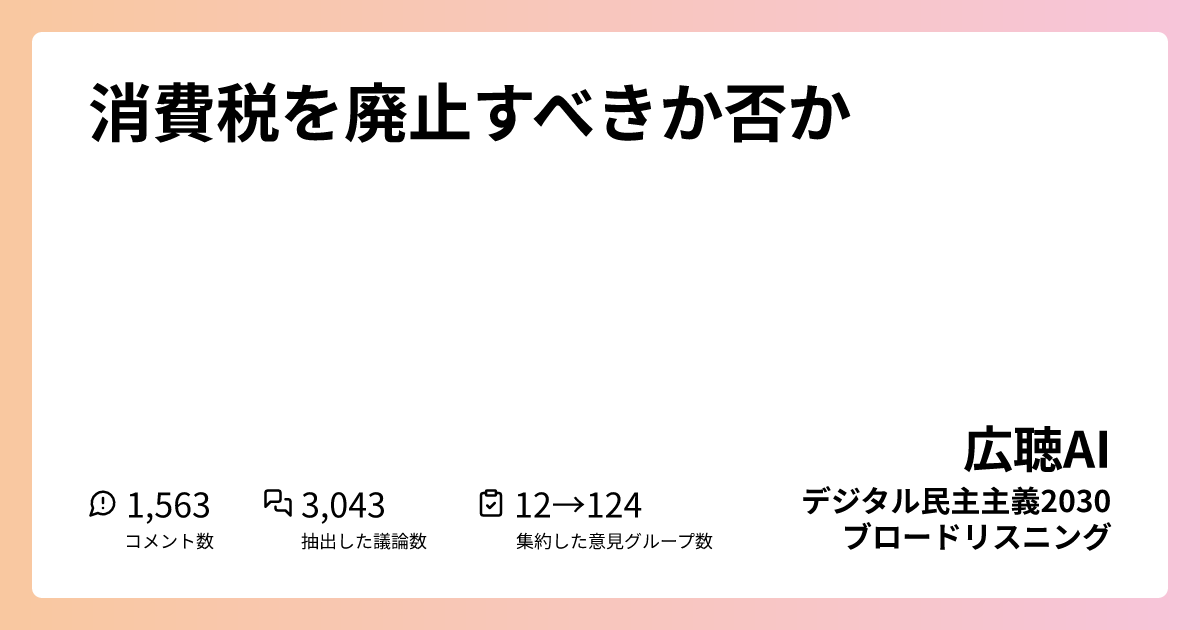 消費税を廃止すべきか否か
1,563
コメント数
3,043
抽出した議論数
12→124
集約した意見グループ数
広聴AI
デジタル民主主義2030
ブロードリスニング